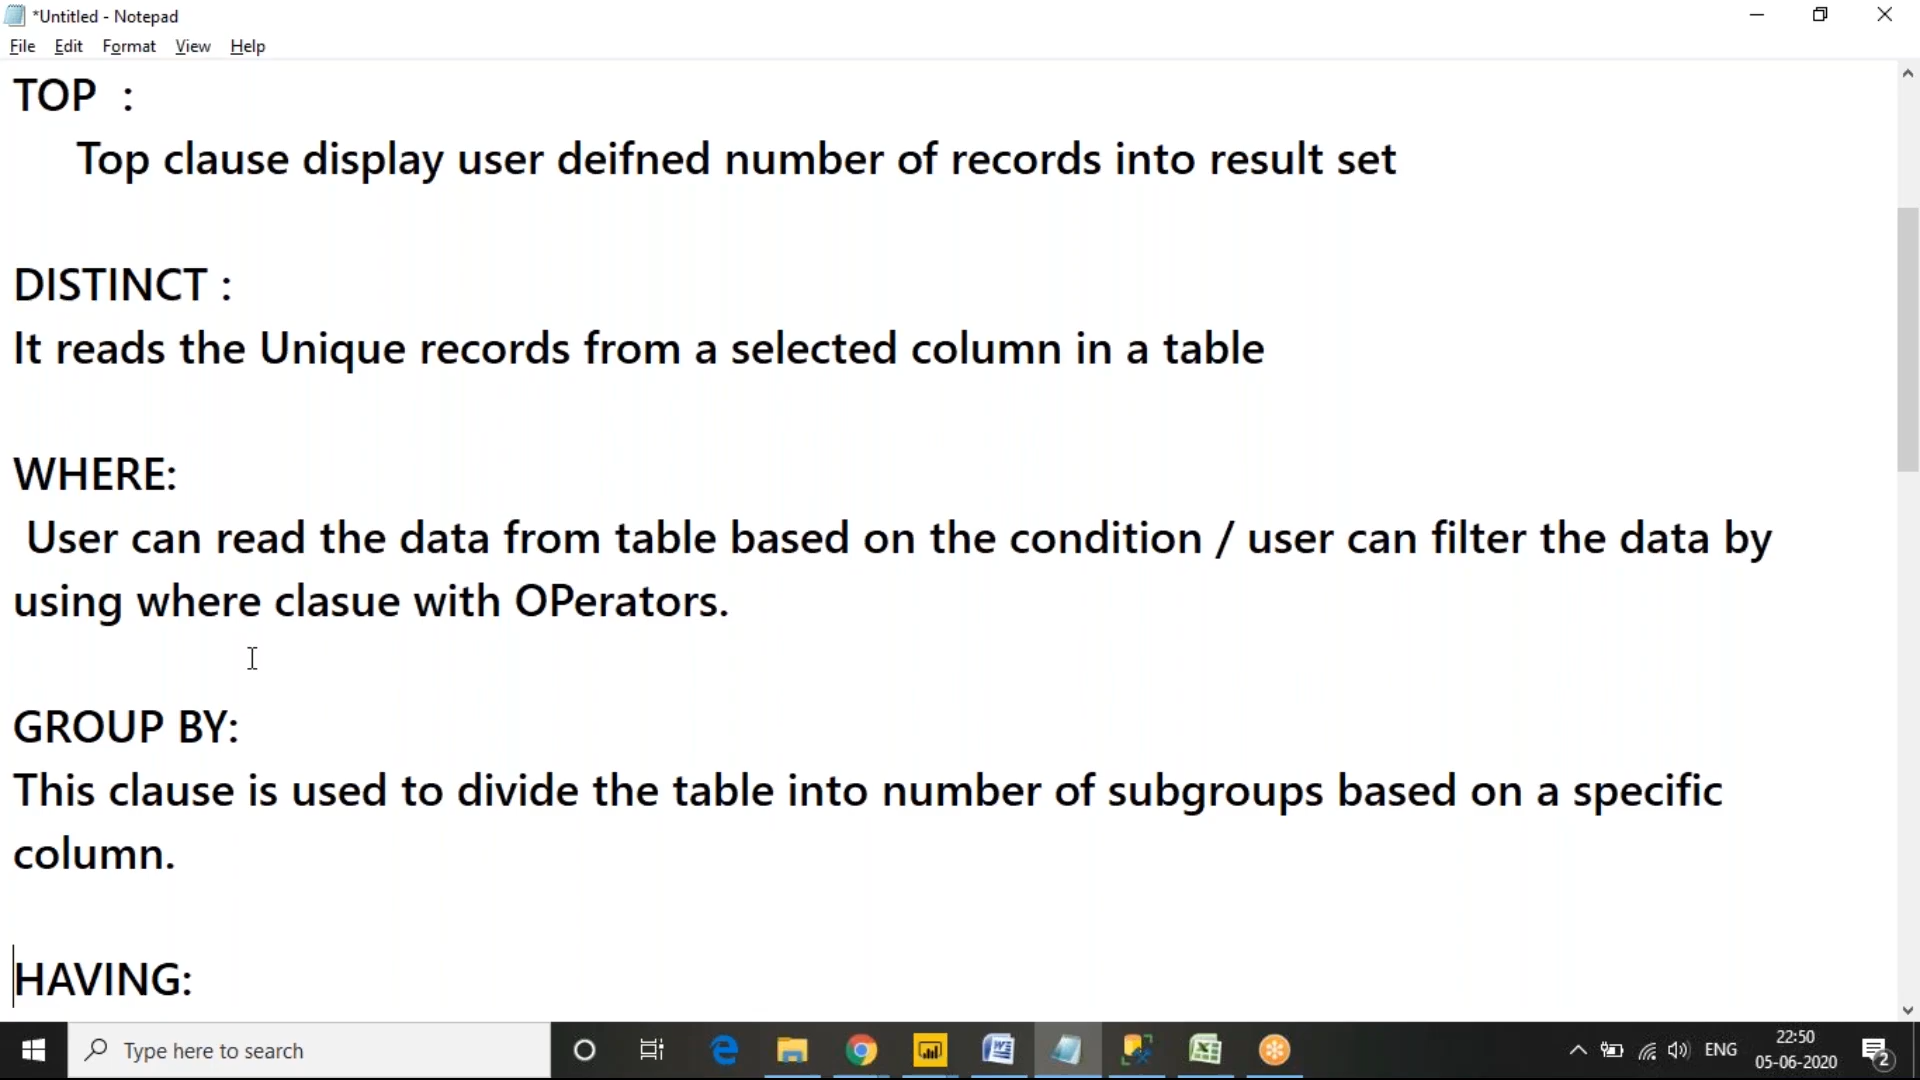 *Untitled - Notepad
File Edit Format View Help
TOP :
Top clause display user deifned number of records into result set
DISTINCT :
It reads the Unique records from a selected column in a table
WHERE:
User can read the data from table based on the condition / user can filter the data by
using where clasue with OPerators.
GROUP BY:
This clause is used to divide the table into number of subgroups based on a specific
column.
HAVING:
Type here to search
ENG
22:50
05-06-2020
2